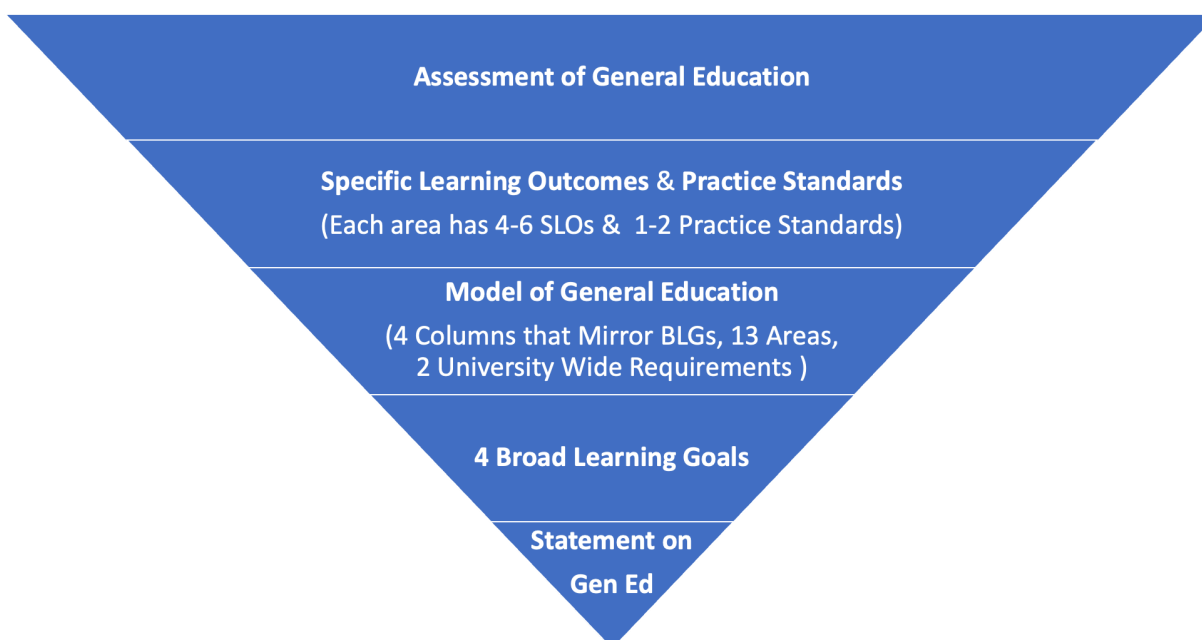 Assessment of General Education
Specific Learning Outcomes & Practice Standards
(Each area has 4-6 SLOs &  1-2 Practice Standards)
Model of General Education
(4 Columns that Mirror BLGs, 13 Areas,
2 University Wide Requirements )
4 Broad Learning Goals
Statement on
Gen Ed